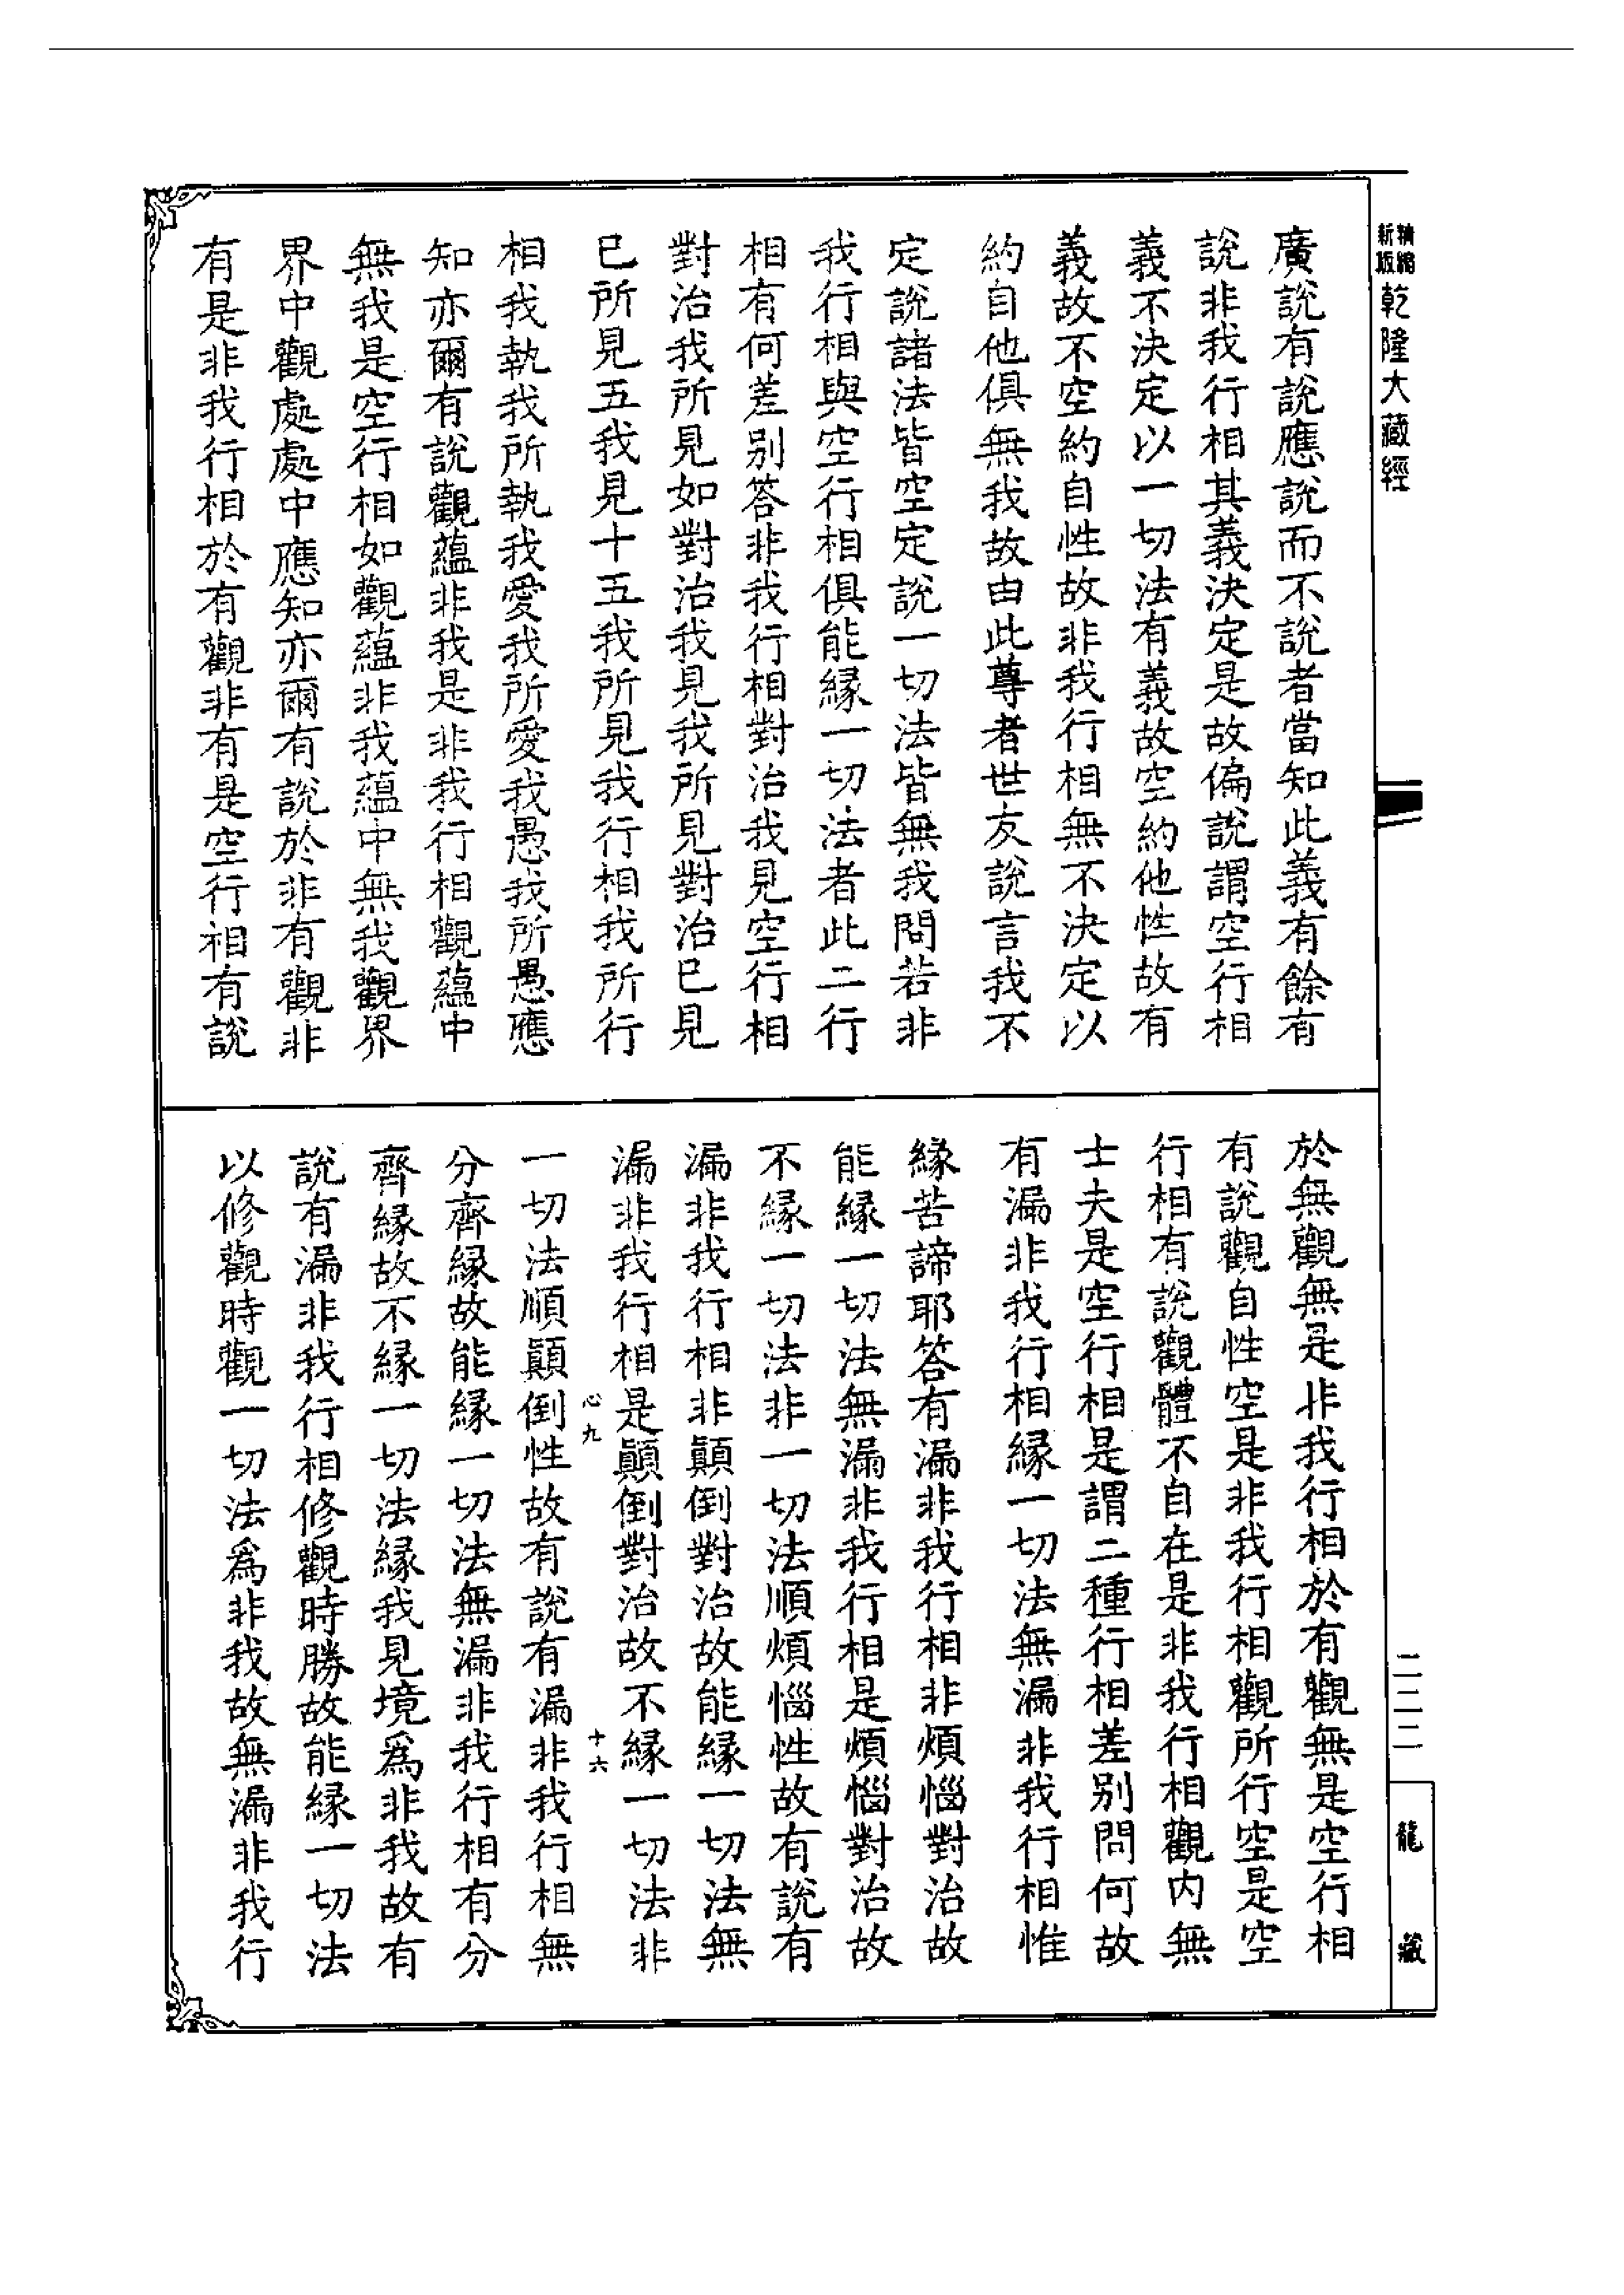 新縮
新版
乾隆大藏經
廣說有說應說而不說者當知此義有餘有
說非我行相其義決定是故偏說謂空行相
義不決定以一切法有義故空約他性故有
義故不空約自性故非我行相無不決定以
約自他俱無我故由此尊者世友說言我不
定說諸法皆空定說一切法皆無我問若非
我行相與空行相俱能緣一切法者此二行
相有何差別答非我行相對治我見空行相
對治我所見如對治我見我所見對治已見
已所見五我見十五我所見我行相我所行
相我執我所執我愛我所愛我愚我所愚應
知亦爾有說觀蘊非我是非我行相觀蘊中
無我是空行相如觀蘊非我蘊中無我觀界
界中觀處處中應知亦爾有說於非有觀非
有是非我行相於有觀非有是空行相有說
於無觀無是非我行相於有觀無是空行相
有說觀自性空是非我行相觀所行空是空
行相有說觀體不自在是非我行相觀內無
士夫是空行相是謂二種行相差別問何故
有漏非我行相緣一切法無漏非我行相惟
緣苦諦耶答有漏非我行相非煩惱對治故
能緣一切法無漏非我行相是煩惱對治故
不緣一切法非一切法順煩惱性故有說有
漏非我行相非顛倒對治故能緣一切法無
漏非我行相是顛倒對治故不緣一切法非
心九
十六
一切法順顛倒性故有說有漏非我行相無
分齊緣故能緣一切法無漏非我行相有分
齊緣故不緣一切法緣我見境為非我故有
說有漏非我行相修觀時勝故能緣一切法
以修觀時觀一切法為非我故無漏非我行
二二二
龍藏